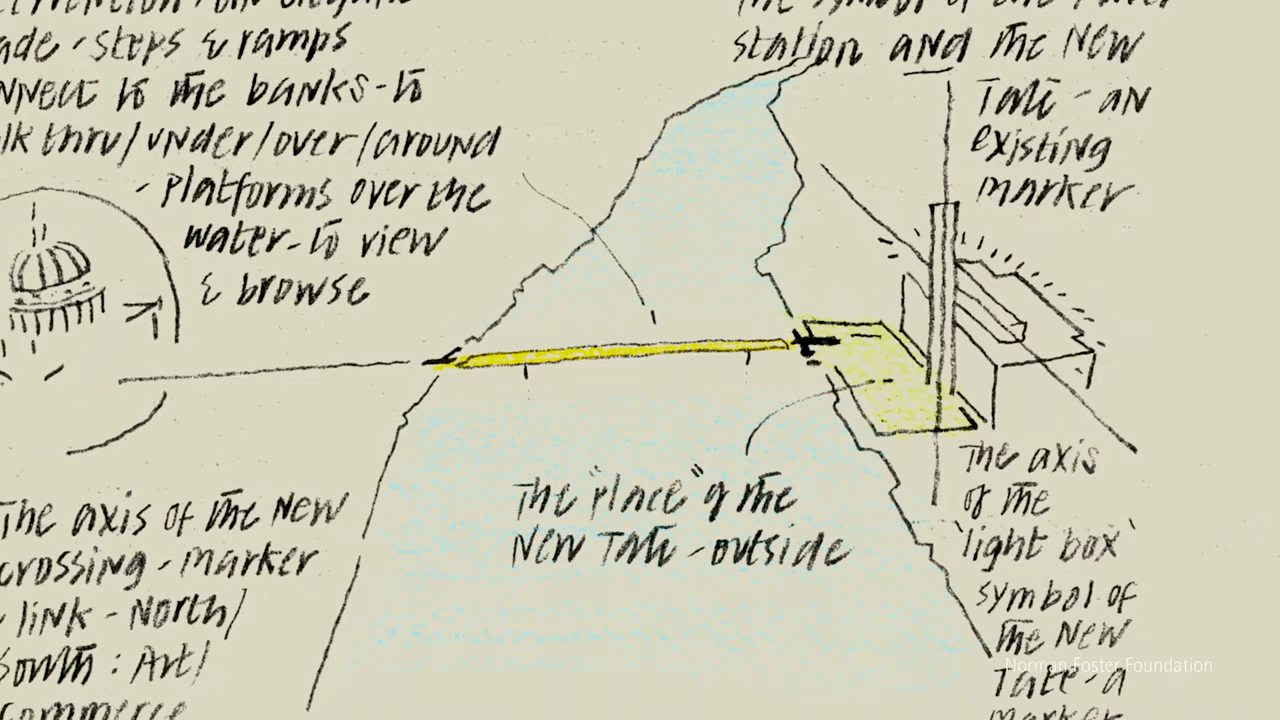 - steps & ramps
to the banks - to
thru/under/over/around
- platforms over the
water - to view
& browse
The axis of the New
crossing - marker
link - North/
South : Art/
commerce
The "place" of the
New Tate - outside
station and the New
Tate - an
existing
marker
The axis
of the
'light box'
symbol of
the New
Tate - a
marker
Norman Foster Foundation